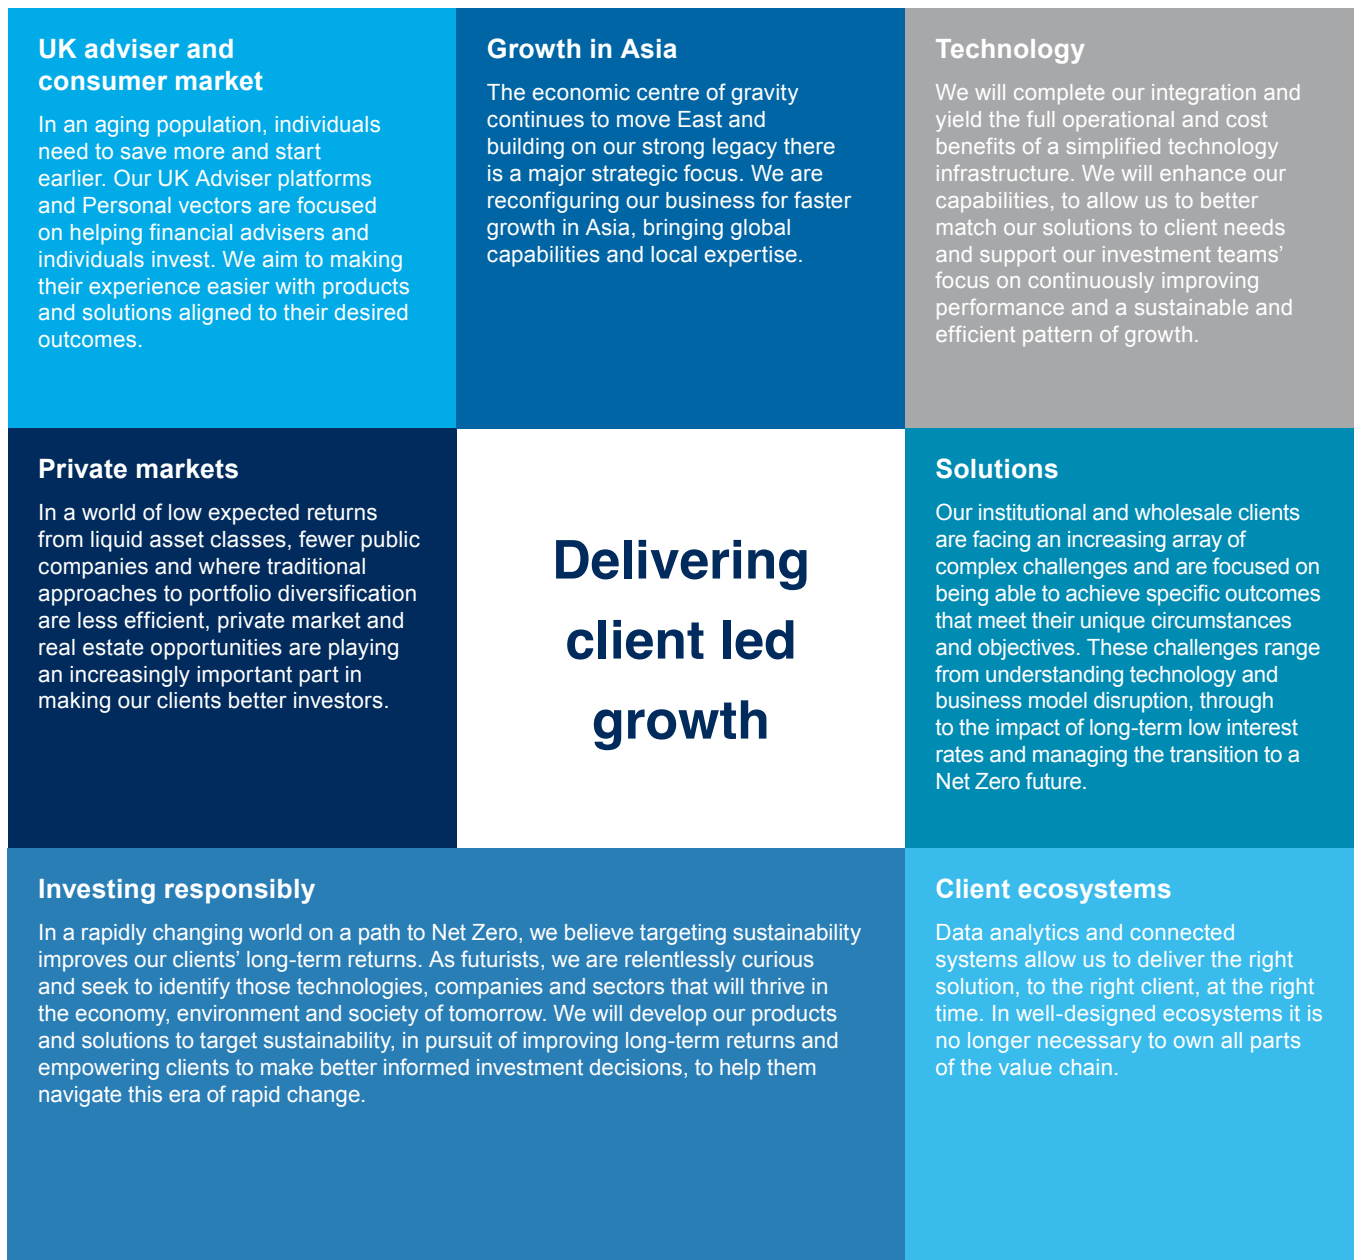 UK adviser and
consumer market
In an aging population, individuals
need to save more and start
earlier. Our UK Adviser platforms
and Personal vectors are focused
on helping financial advisers and
individuals invest. We aim to making
their experience easier with products
and solutions aligned to their desired
outcomes.
Growth in Asia
The economic centre of gravity
continues to move East and
building on our strong legacy there
is a major strategic focus. We are
reconfiguring our business for faster
growth in Asia, bringing global
capabilities and local expertise.
Technology
We will complete our integration and
yield the full operational and cost
benefits of a simplified technology
infrastructure. We will enhance our
capabilities, to allow us to better
match our solutions to client needs
and support our investment teams’
focus on continuously improving
performance and a sustainable and
efficient pattern of growth.
Private markets
In a world of low expected returns
from liquid asset classes, fewer public
companies and where traditional
approaches to portfolio diversification
are less efficient, private market and
real estate opportunities are playing
an increasingly important part in
making our clients better investors.
Delivering
client led
growth
Solutions
Our institutional and wholesale clients
are facing an increasing array of
complex challenges and are focused on
being able to achieve specific outcomes
that meet their unique circumstances
and objectives. These challenges range
from understanding technology and
business model disruption, through
to the impact of long-term low interest
rates and managing the transition to a
Net Zero future.
Investing responsibly
In a rapidly changing world on a path to Net Zero, we believe targeting sustainability
improves our clients’ long-term returns. As futurists, we are relentlessly curious
and seek to identify those technologies, companies and sectors that will thrive in
the economy, environment and society of tomorrow. We will develop our products
and solutions to target sustainability, in pursuit of improving long-term returns and
empowering clients to make better informed investment decisions, to help them
navigate this era of rapid change.
Client ecosystems
Data analytics and connected
systems allow us to deliver the right
solution, to the right client, at the right
time. In well-designed ecosystems it is
no longer necessary to own all parts
of the value chain.